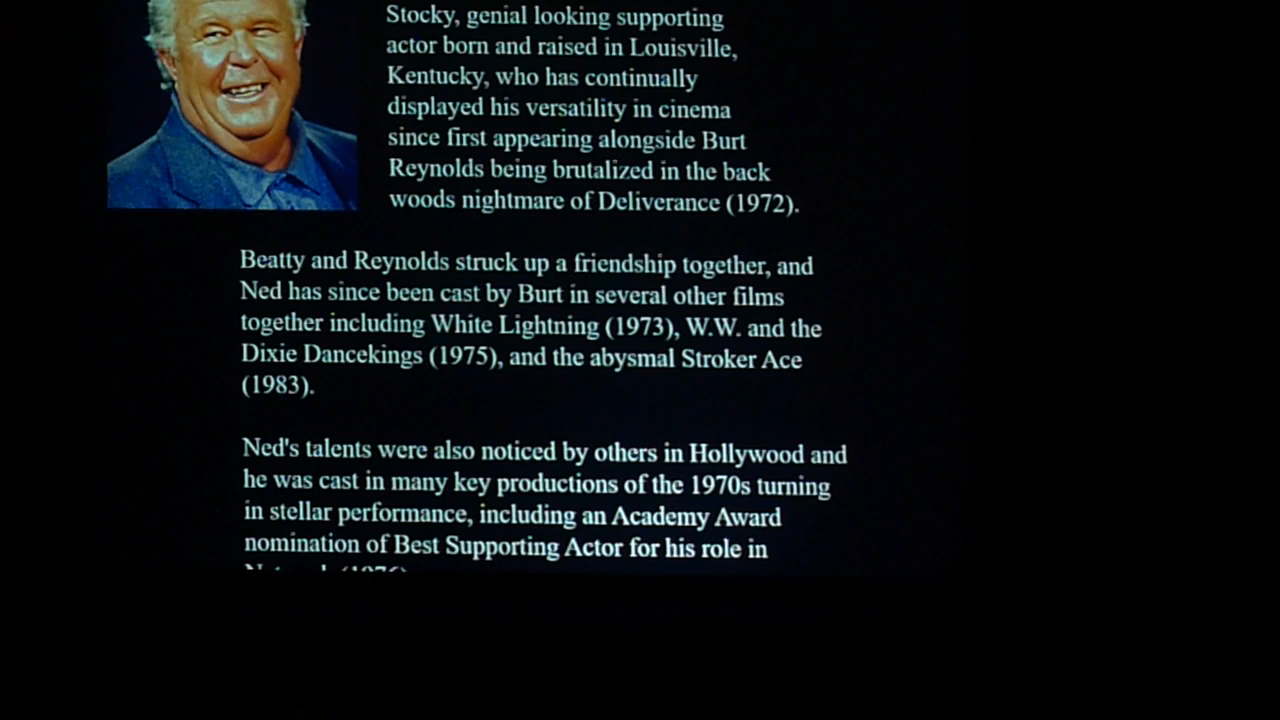 Stocky, genial looking supporting
actor born and raised in Louisville,
Kentucky, who has continually
displayed his versatility in cinema
since first appearing alongside Burt
Reynolds being brutalized in the back
woods nightmare of Deliverance (1972).
Beatty and Reynolds struck up a friendship together, and
Ned has since been cast by Burt in several other films
together including White Lightning (1973), W.W. and the
Dixie Dancekings (1975), and the abysmal Stroker Ace
(1983).
Ned's talents were also noticed by others in Hollywood and
he was cast in many key productions of the 1970s turning
in stellar performance, including an Academy Award
nomination of Best Supporting Actor for his role in